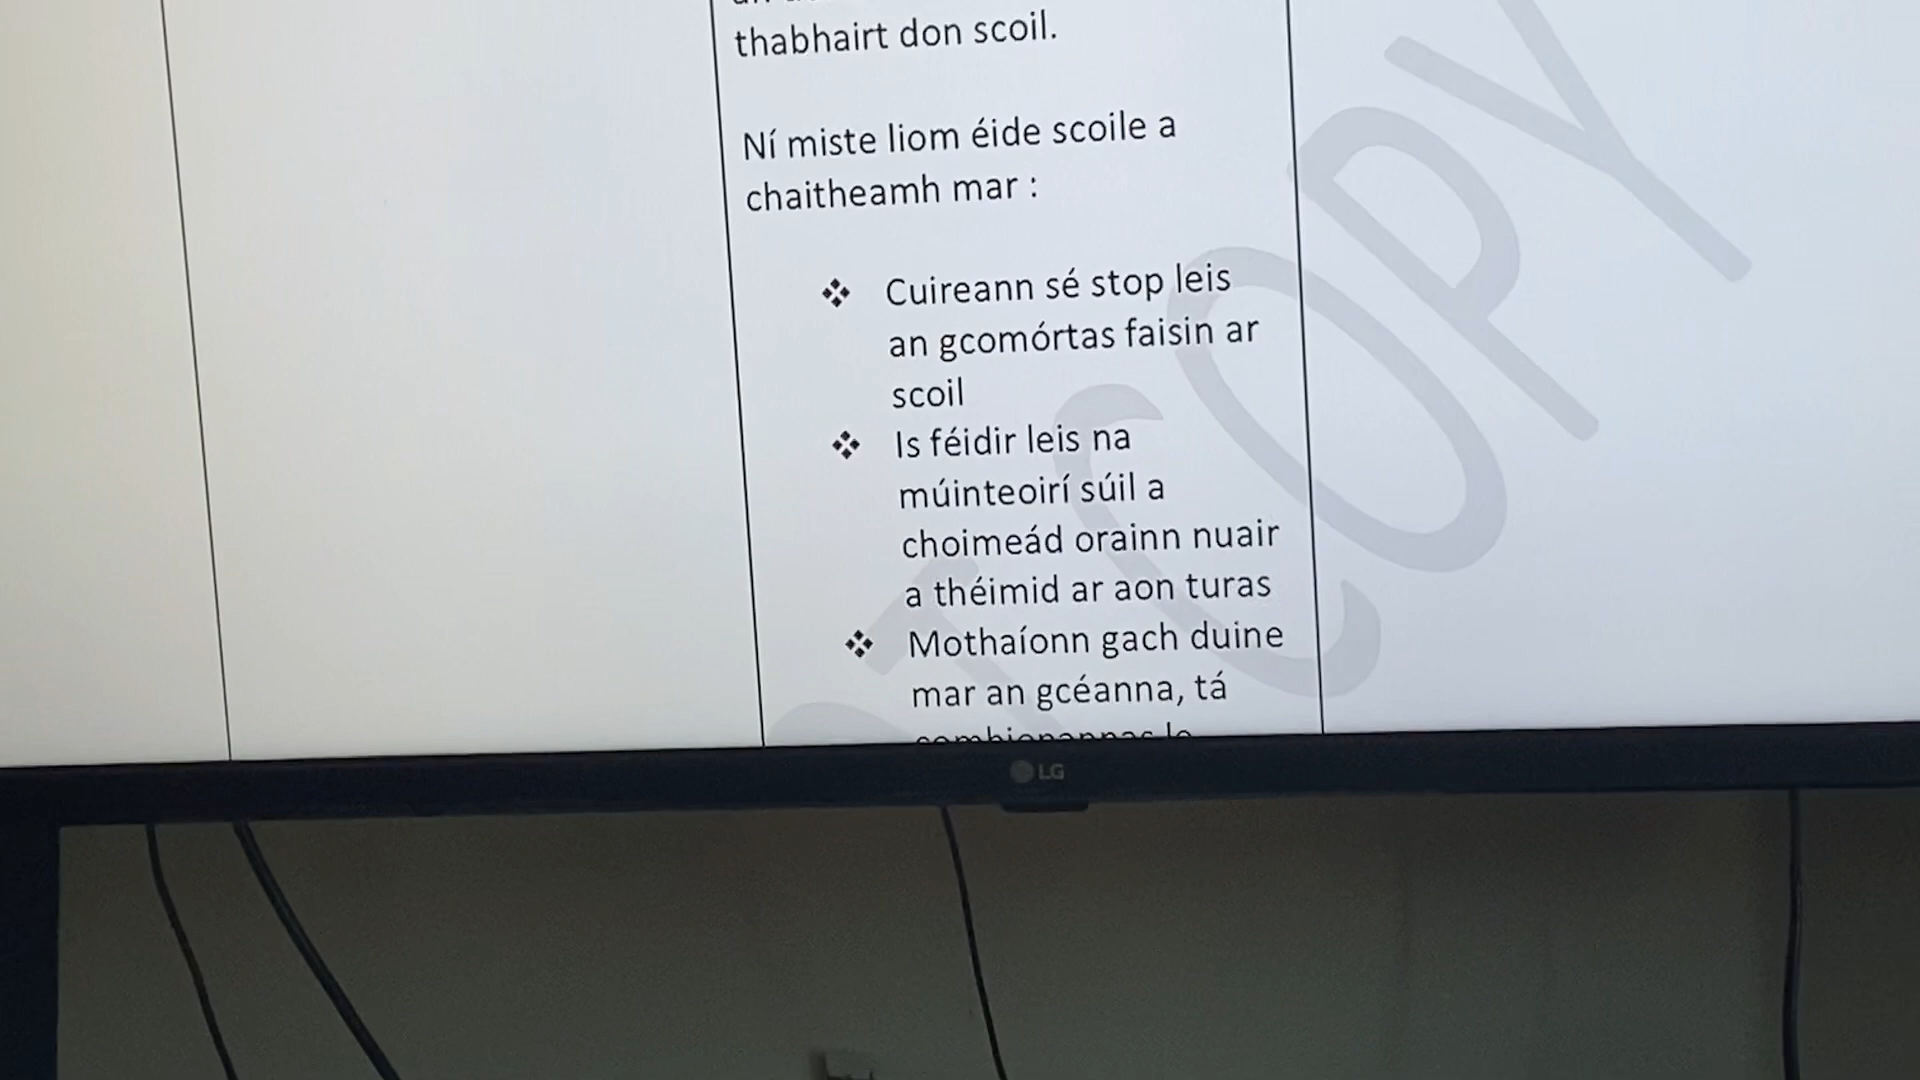 thabhairt don scoil.
Ní miste liom éide scoile a
chaitheamh mar :
❖ Cuireann sé stop leis
an gcomórtas faisin ar
scoil
❖ Is féidir leis na
múinteoirí súil a
choimeád orainn nuair
a théimid ar aon turas
❖ Mothaíonn gach duine
mar an gcéanna, tá
COPY
LG